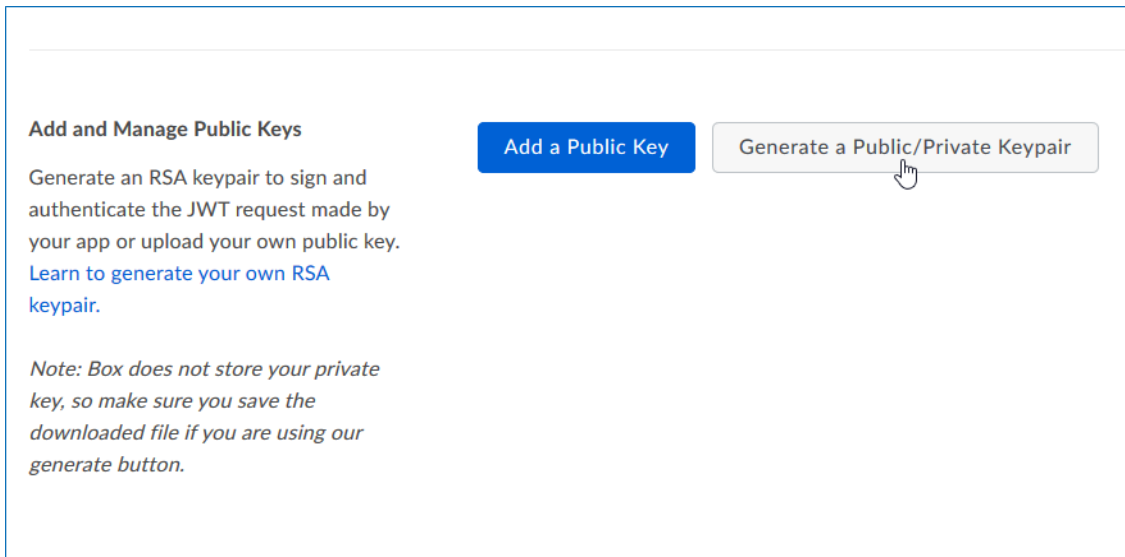 Add and Manage Public Keys
Add a Public Key
Generate a Public/Private Keypair
Generate an RSA keypair to sign and
authenticate the JWT request made by
your app or upload your own public key.
Learn to generate your own RSA
keypair.
Note: Box does not store your private
key, so make sure you save the
downloaded file if you are using our
generate button.